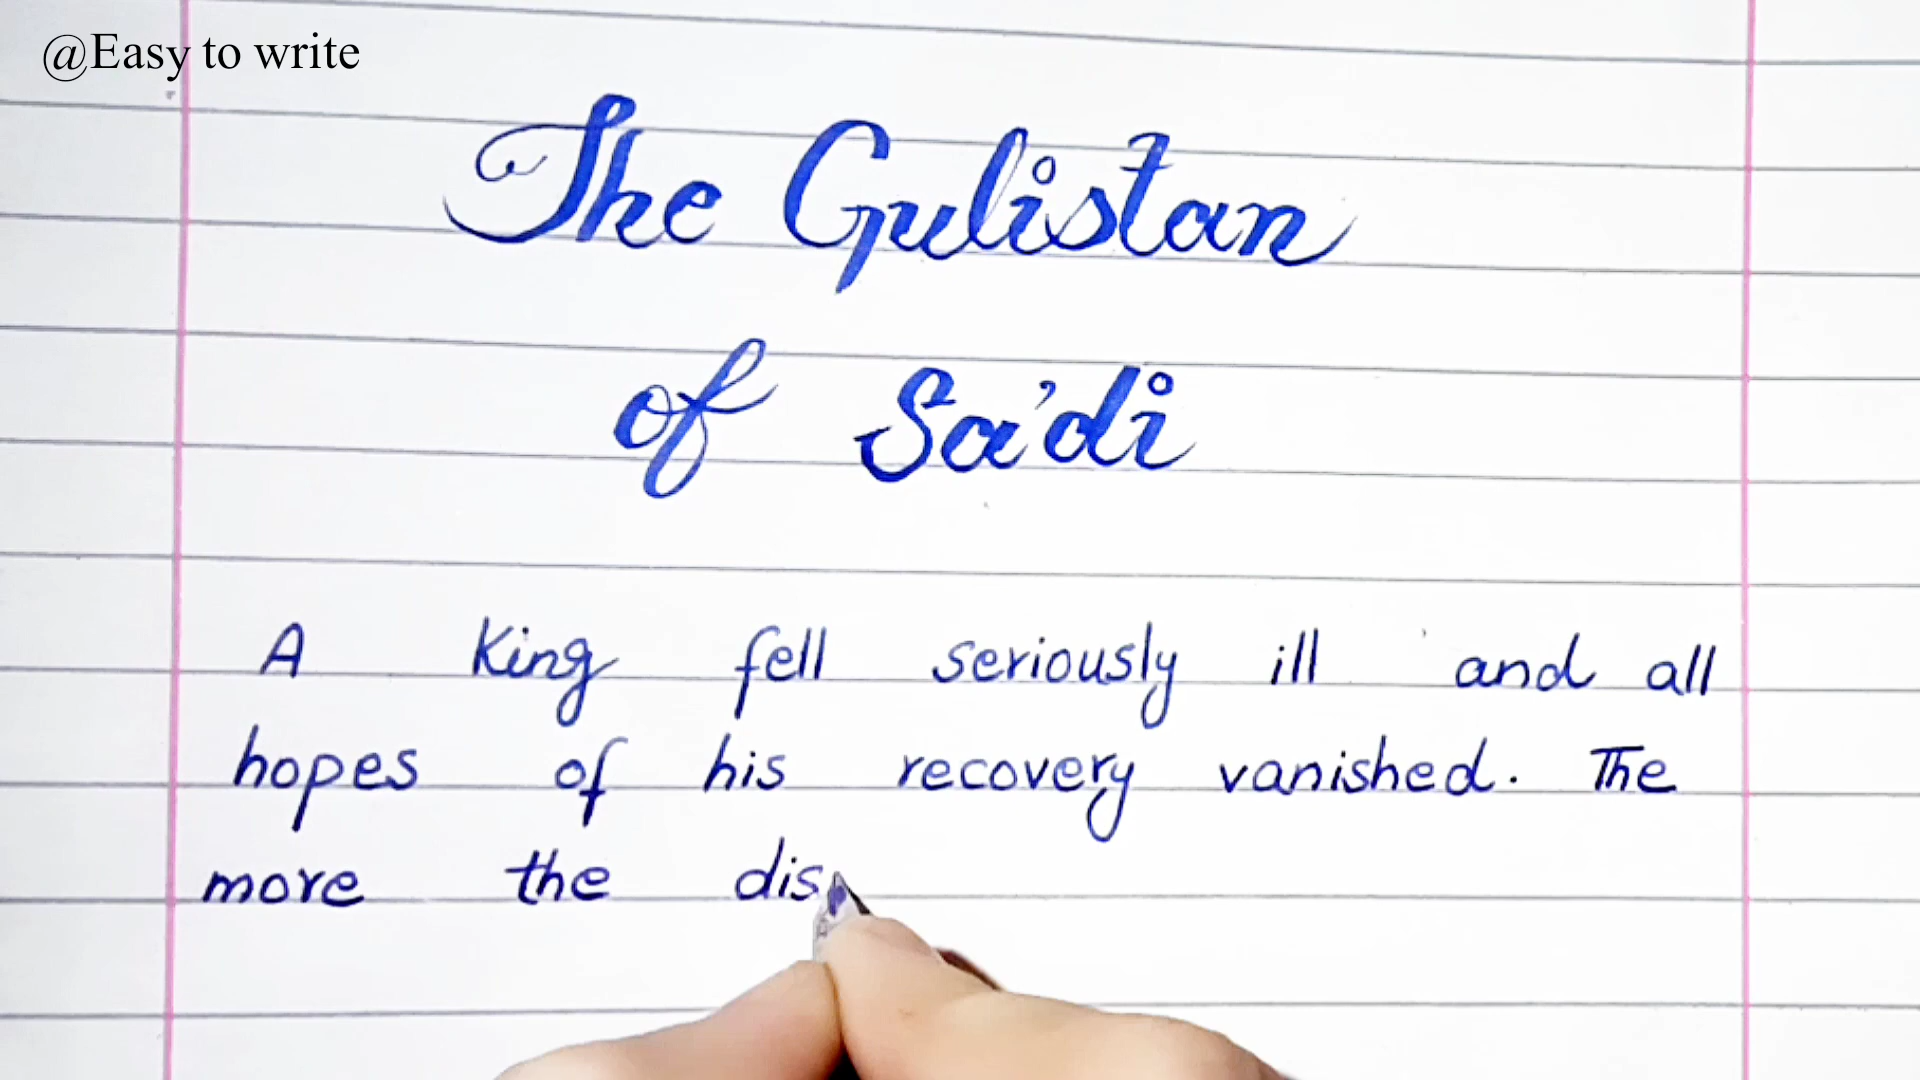 @Easy to write
The Gulistan
of Sa'di
A King fell seriously ill and all
hopes of his recovery vanished. The
more the dis